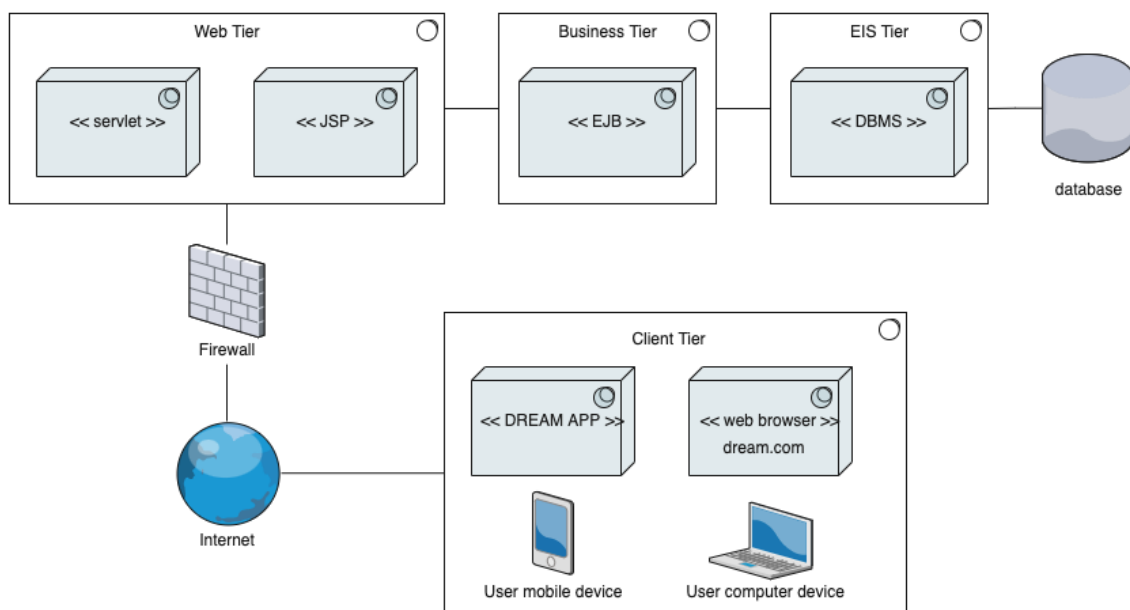 Web Tier
<< servlet >>
<< JSP >>
Business Tier
<< EJB >>
EIS Tier
<< DBMS >>
database
Firewall
Internet
Client Tier
<< DREAM APP >>
<< web browser >>
dream.com
User mobile device
User computer device